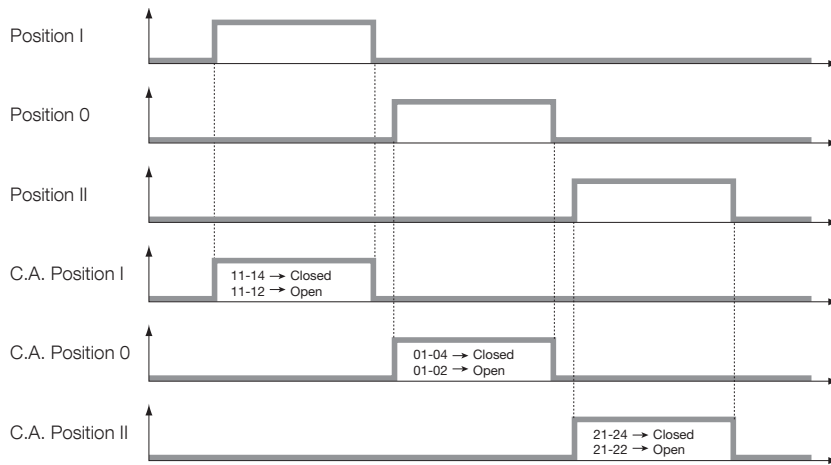 Position I
Position 0
Position II
C.A. Position I
11-14 → Closed
11-12 → Open
C.A. Position 0
01-04 → Closed
01-02 → Open
C.A. Position II
21-24 → Closed
21-22 → Open